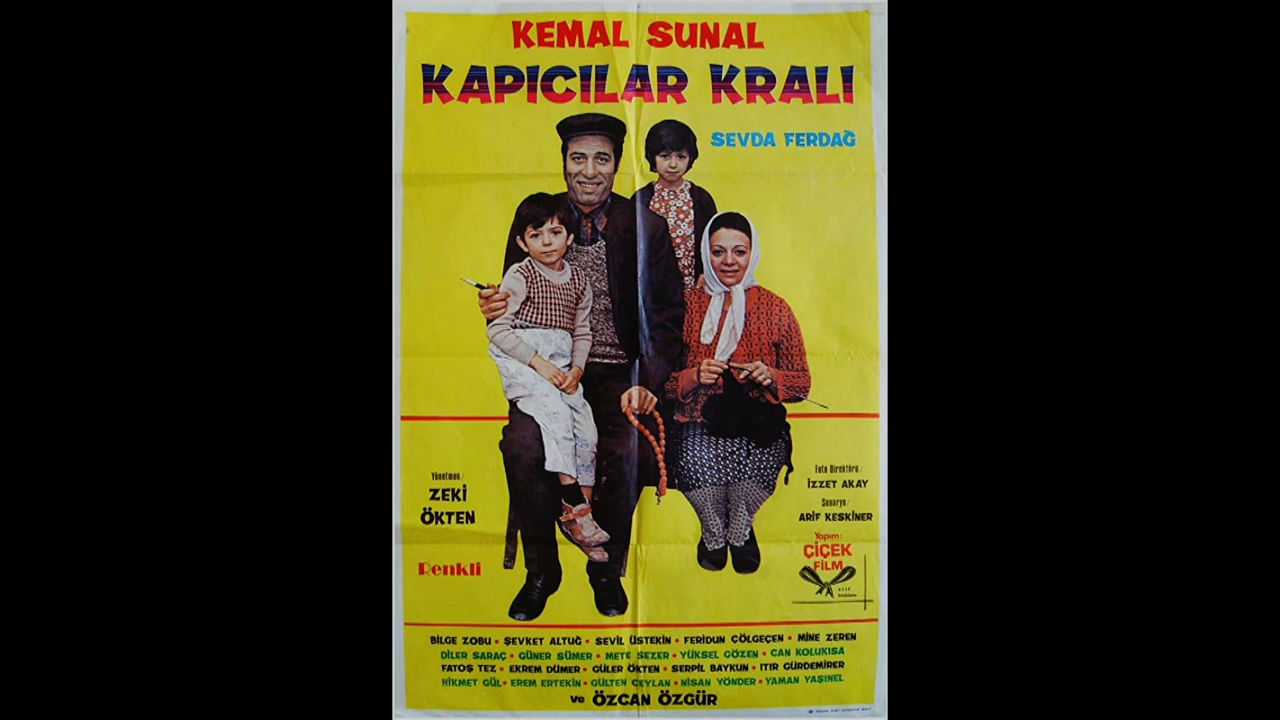 KEMAL SUNAL
KAPICILAR KRALI
SEVDA FERDAĞ
Yönetmen/
ZEKİ
ÖKTEN
Renkli
Foto Direktörü/
İZZET AKAY
Senaryo/
ARİF KESKİNER
Yapım:
ÇİÇEK
FİLM
arif
keskiner
BİLGE ZOBU • ŞEVKET ALTUĞ • SEVİL ÜSTEKİN • FERİDUN ÇÖLGEÇEN • MİNE ZEREN
DİLER SARAÇ • GÜNER SÜMER • METE SEZER • YÜKSEL GÖZEN • CAN KOLUKISA
FATOŞ TEZ • EKREM DÜMER • GÜLER ÖKTEN • SERPİL BAYKUN • ITIR GÜRDEMİRER
HİKMET GÜL • EREM ERTEKİN • GÜLTEN CEYLAN • NİSAN YÖNDER • YAMAN YAŞINEL
ve ÖZCAN ÖZGÜR